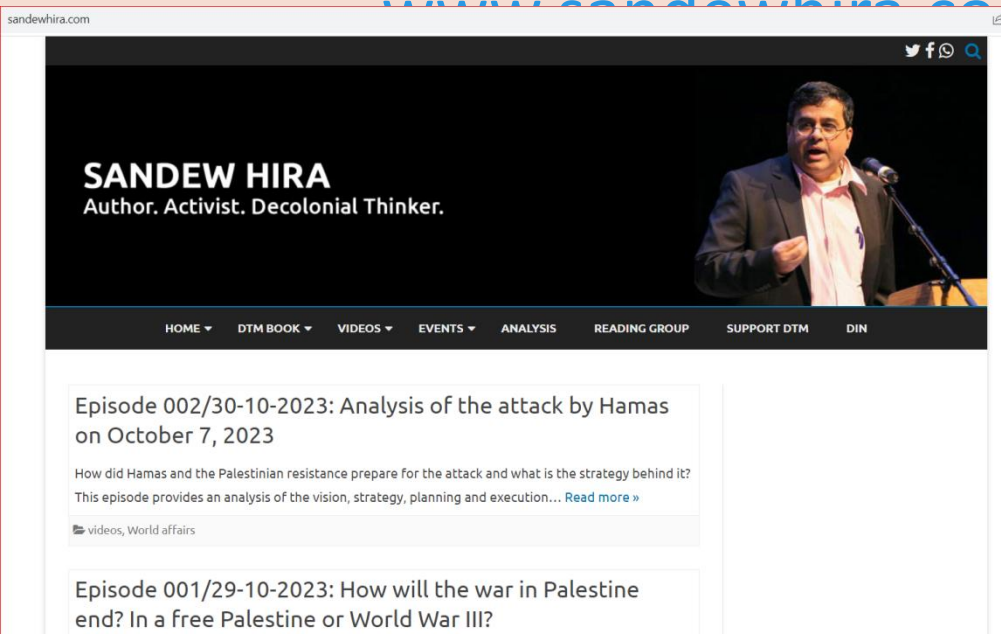 www.sandewhira.co
sandewhira.com
SANDEW HIRA
Author. Activist. Decolonial Thinker.
HOME DTM BOOK VIDEOS EVENTS ANALYSIS READING GROUP SUPPORT DTM DIN
Episode 002/30-10-2023: Analysis of the attack by Hamas
on October 7, 2023
How did Hamas and the Palestinian resistance prepare for the attack and what is the strategy behind it?
This episode provides an analysis of the vision, strategy, planning and execution… Read more »
videos, World affairs
Episode 001/29-10-2023: How will the war in Palestine
end? In a free Palestine or World War III?